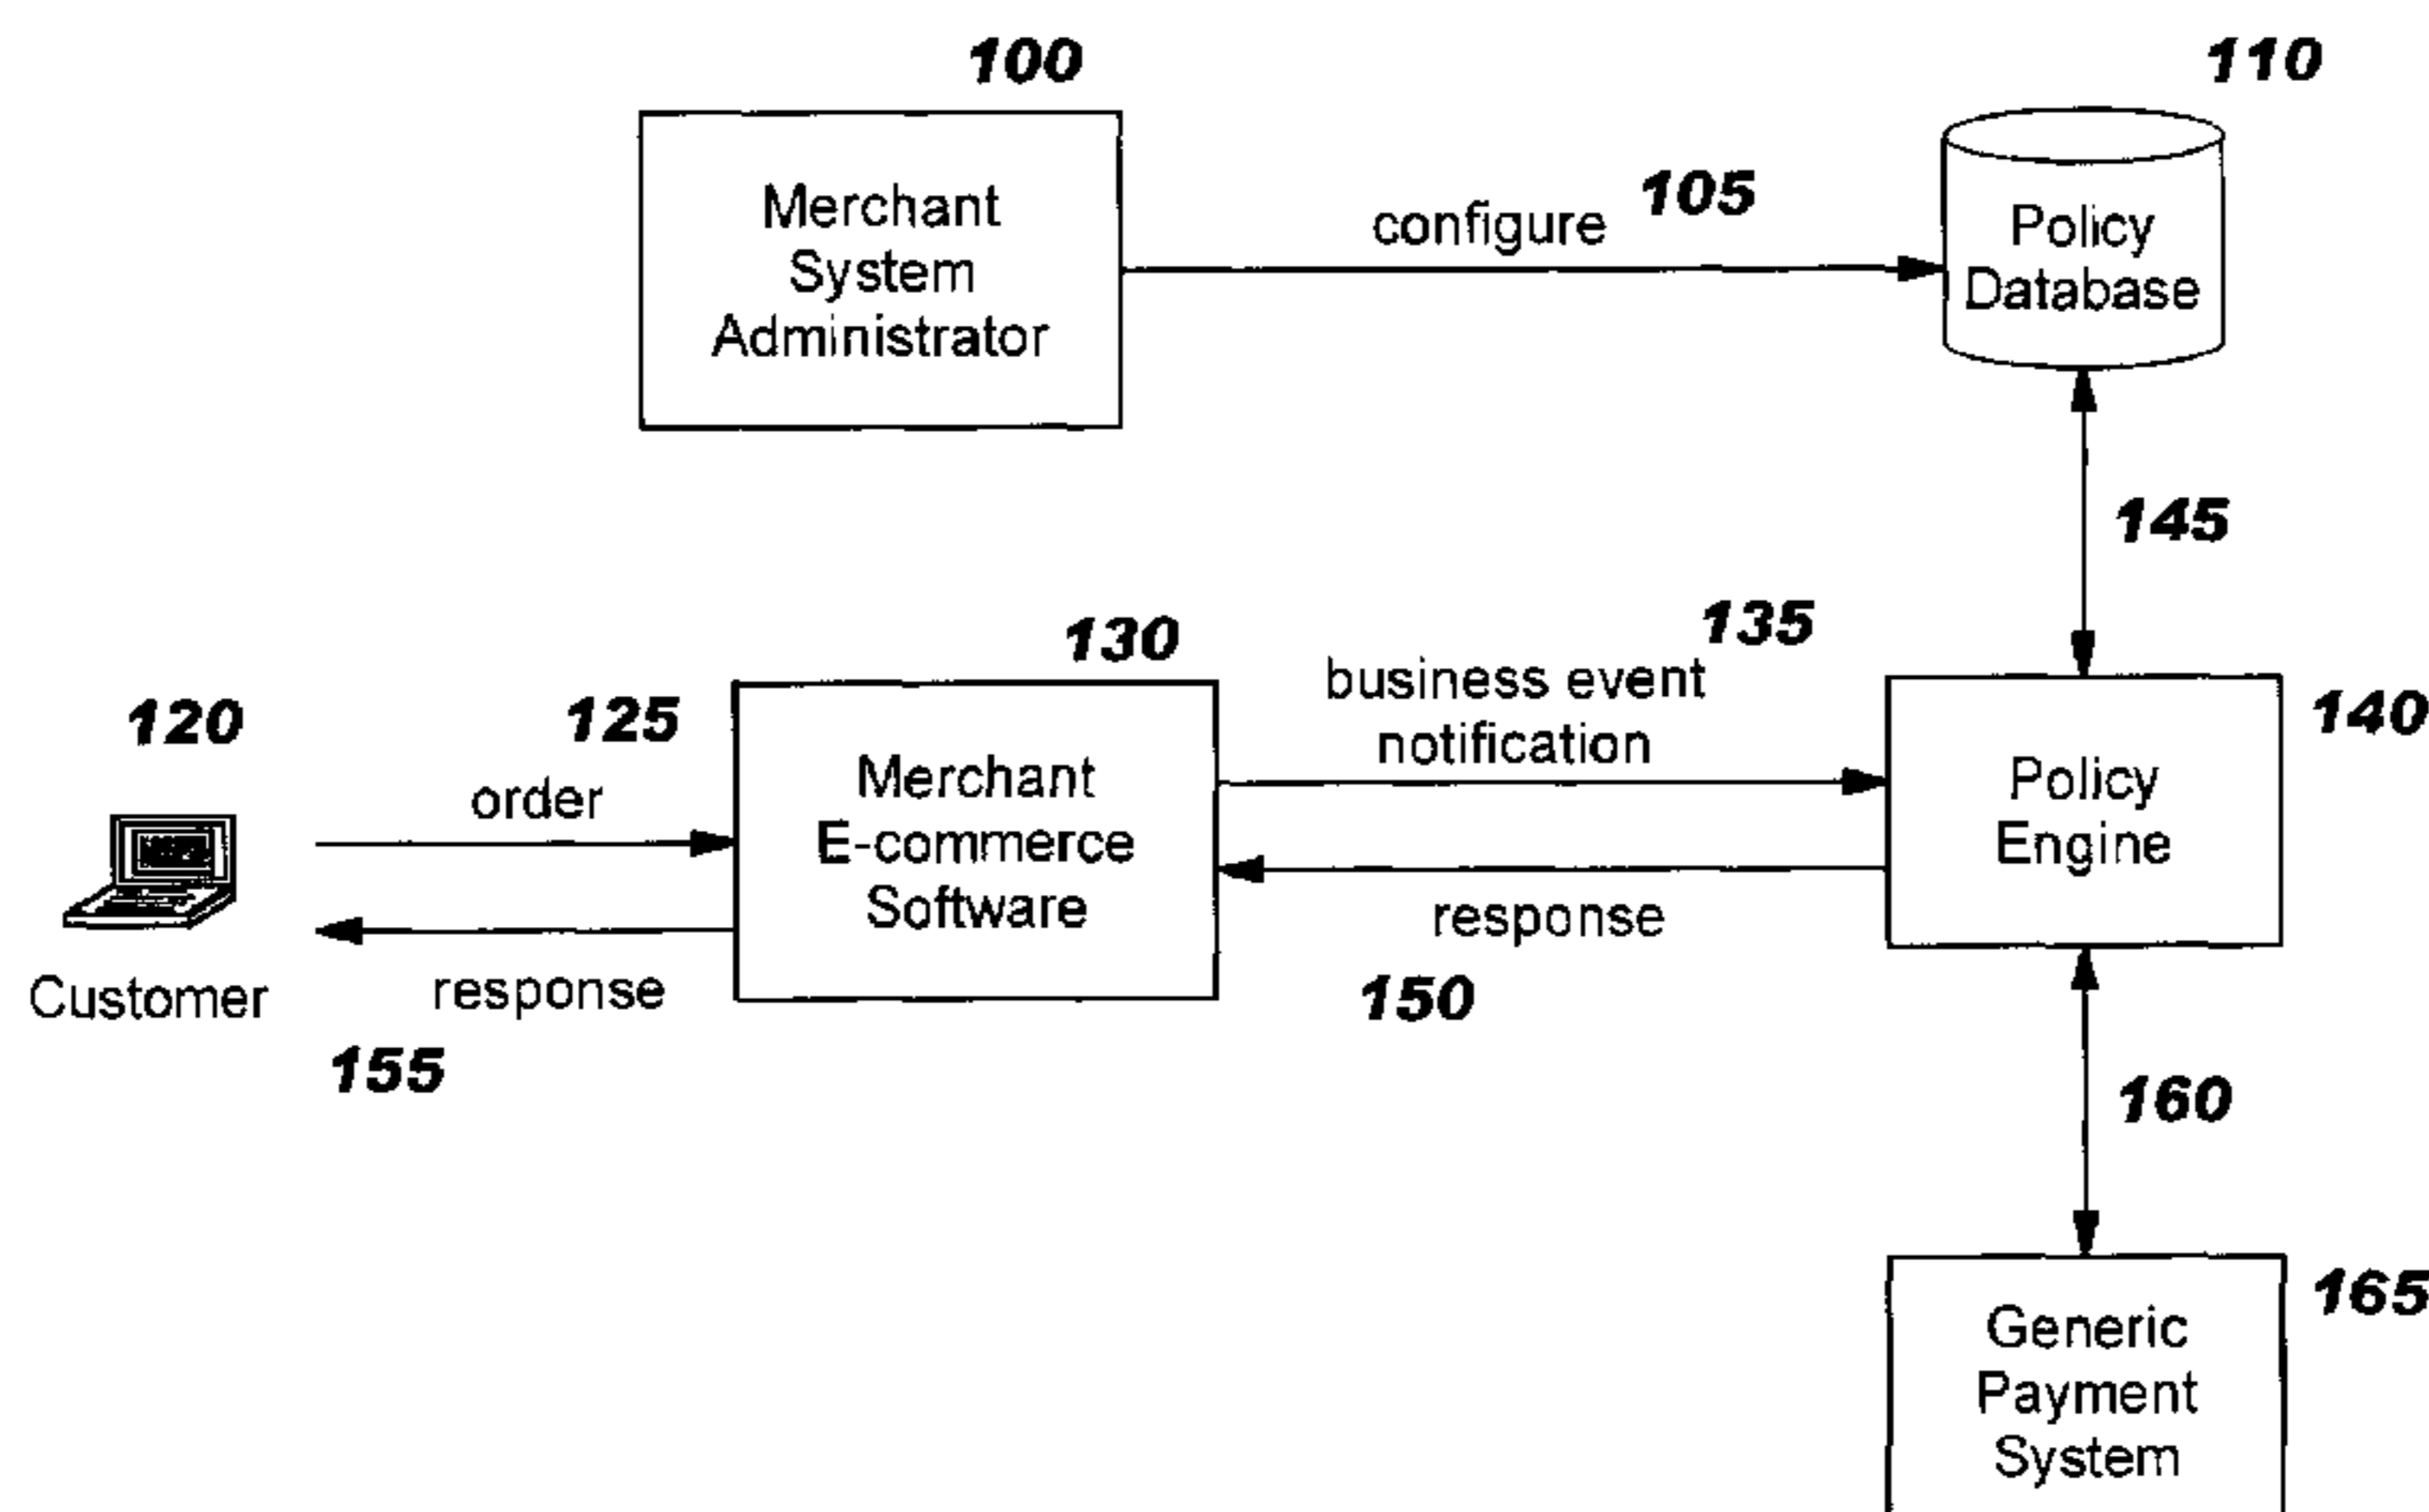 100
110
Merchant
System
Administrator
configure
105
Policy
Database
145
120
125
130
135
140
order
Merchant
E-commerce
Software
business event
notification
Policy
Engine
response
150
Customer
response
155
160
165
Generic
Payment
System